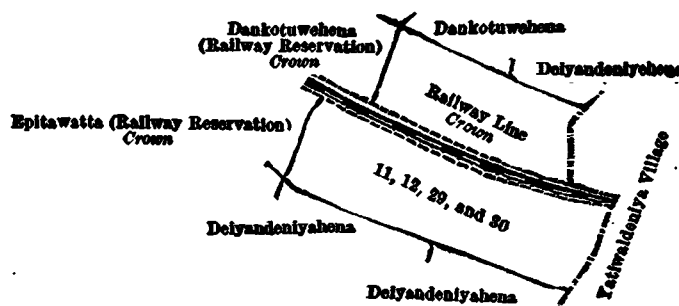 Dankotuwehena
(Railway Reservation)
Crown
Dankotuwehena
Deiyandeniyehena
Railway Line
Crown
Epitawatta (Railway Reservation)
Crown
11, 12, 29, and 30
Yatiwaldeniya Village
Deiyandeniyahena
Deiyandeniyahena